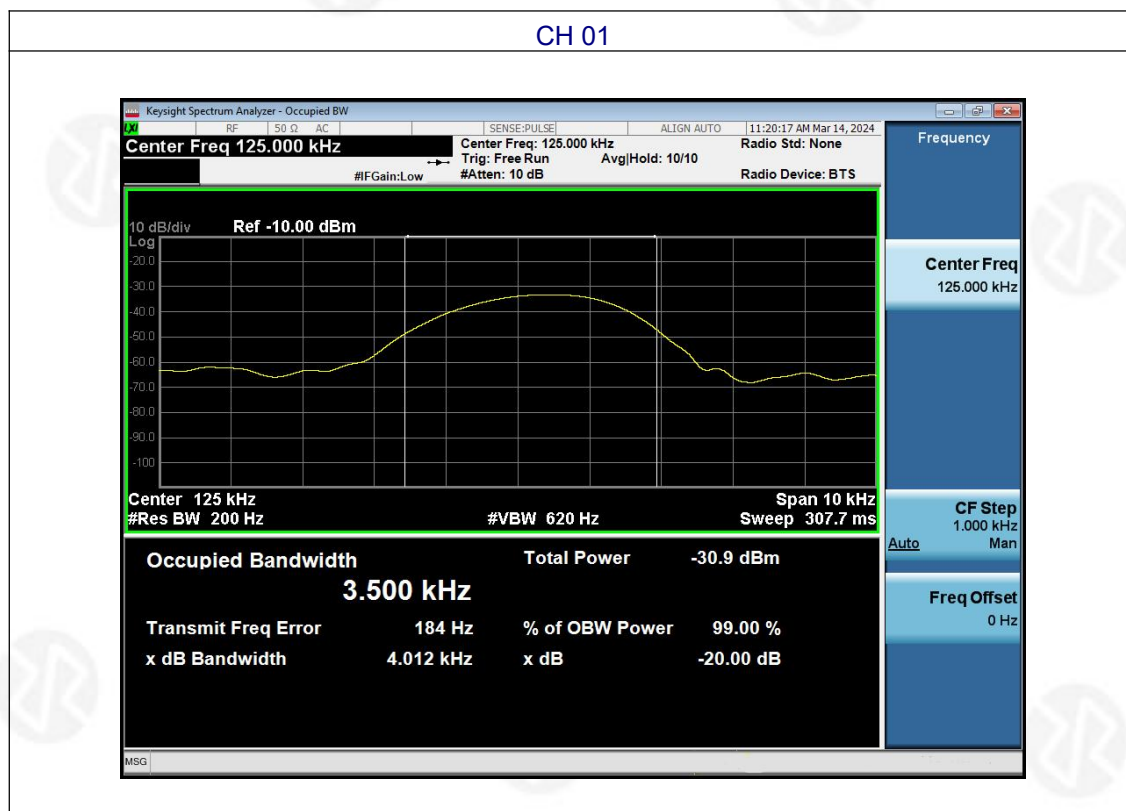 CH 01
Keysight Spectrum Analyzer - Occupied BW
LXI RF 50 Ω AC SENSE:PULSE ALIGN AUTO 11:20:17 AM Mar 14, 2024
Center Freq 125.000 kHz
Center Freq: 125.000 kHz Radio Std: None
Trig: Free Run Avg|Hold: 10/10
#IFGain:Low #Atten: 10 dB Radio Device: BTS
10 dB/div Ref -10.00 dBm
Log
-20.0
-30.0
-40.0
-50.0
-60.0
-70.0
-80.0
-90.0
-100
Center 125 kHz Span 10 kHz
#Res BW 200 Hz #VBW 620 Hz Sweep 307.7 ms
Occupied Bandwidth Total Power -30.9 dBm
3.500 kHz
Transmit Freq Error 184 Hz % of OBW Power 99.00 %
x dB Bandwidth 4.012 kHz x dB -20.00 dB
MSG
Frequency
Center Freq
125.000 kHz
CF Step
1.000 kHz
Auto Man
Freq Offset
0 Hz